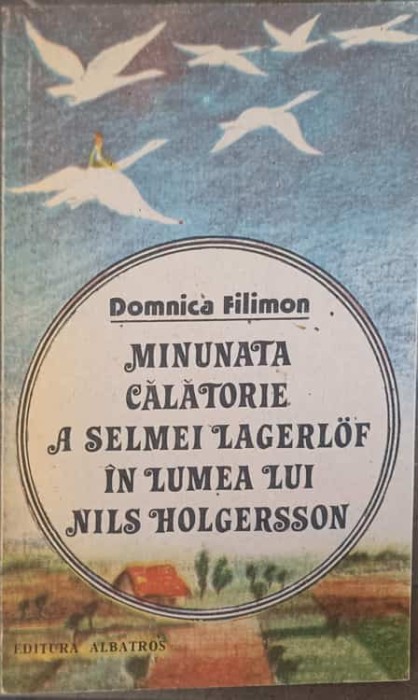 Domnica Filimon
MINUNATA
CĂLĂTORIE
A SELMEI LAGERLÖF
ÎN LUMEA LUI
NILS HOLGERSSON
EDITURA ALBATROS